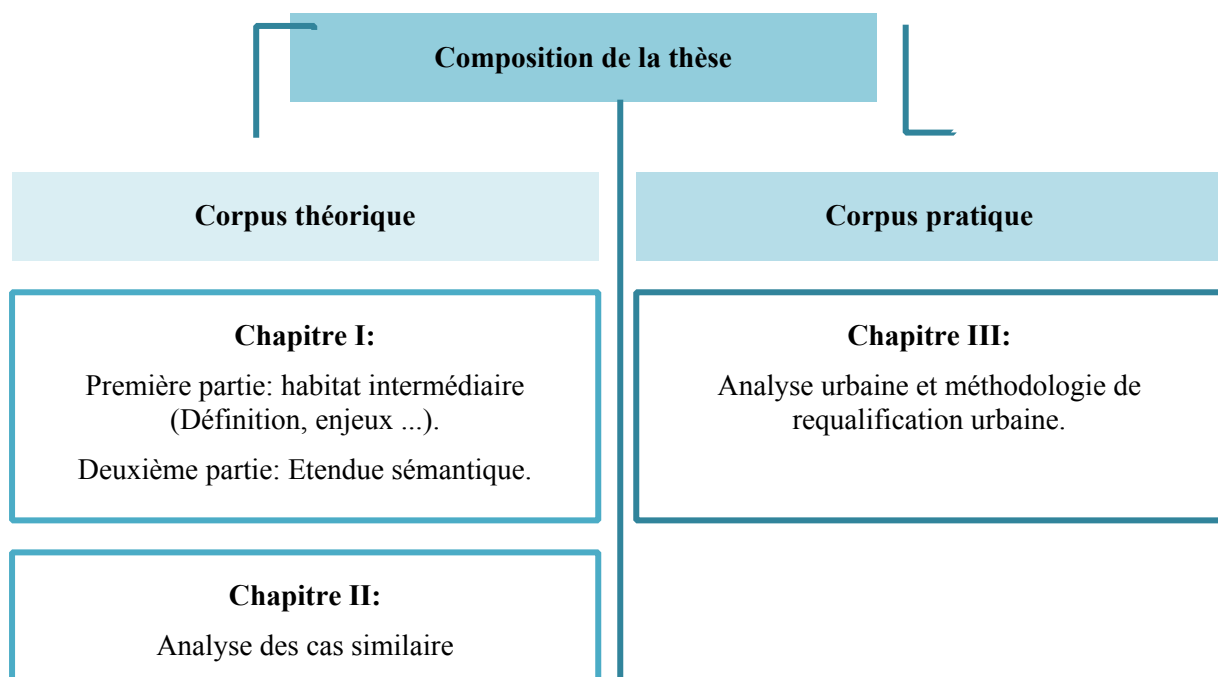 Composition de la thèse
Corpus théorique
Chapitre I:
Première partie: habitat intermédiaire
(Définition, enjeux ...).
Deuxième partie: Etendue sémantique.
Chapitre II:
Analyse des cas similaire
Corpus pratique
Chapitre III:
Analyse urbaine et méthodologie de
requalification urbaine.